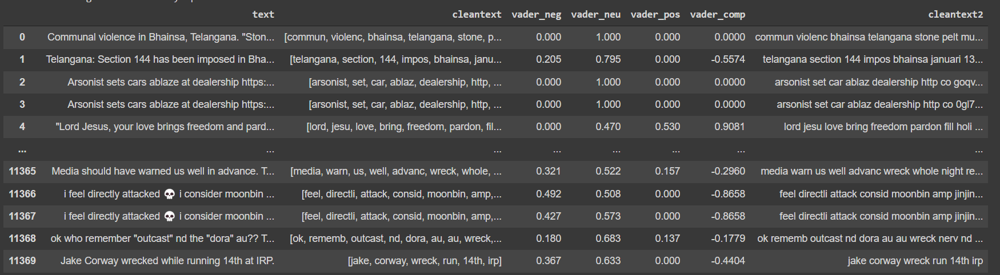 text cleantext vader_neg vader_neu vader_pos vader_comp cleantext2
0 Communal violence in Bhainsa, Telangana. "Ston... [commun, violenc, bhainsa, telangana, stone, p... 0.000 1.000 0.000 0.0000 commun violenc bhainsa telangana stone pelt mu...
1 Telangana: Section 144 has been imposed in Bha... [telangana, section, 144, impos, bhainsa, janu... 0.205 0.795 0.000 -0.5574 telangana section 144 impos bhainsa januari 13...
2 Arsonist sets cars ablaze at dealership https:... [arsonist, set, car, ablaz, dealership, http, ... 0.000 1.000 0.000 0.0000 arsonist set car ablaz dealership http co goqv...
3 Arsonist sets cars ablaze at dealership https:... [arsonist, set, car, ablaz, dealership, http, ... 0.000 1.000 0.000 0.0000 arsonist set car ablaz dealership http co 0gl7...
4 "Lord Jesus, your love brings freedom and pard... [lord, jesu, love, bring, freedom, pardon, fil... 0.000 0.470 0.530 0.9081 lord jesu love bring freedom pardon fill holi ...
... ... ... ... ... ... ... ...
11365 Media should have warned us well in advance. T... [media, warn, us, well, advanc, wreck, whole, ... 0.321 0.522 0.157 -0.2960 media warn us well advanc wreck whole night re...
11366 i feel directly attacked 💀 i consider moonbin ... [feel, directli, attack, consid, moonbin, amp,... 0.492 0.508 0.000 -0.8658 feel directli attack consid moonbin amp jinjin...
11367 i feel directly attacked 💀 i consider moonbin ... [feel, directli, attack, consid, moonbin, amp,... 0.427 0.573 0.000 -0.8658 feel directli attack consid moonbin amp jinjin...
11368 ok who remember "outcast" nd the "dora" au?? T... [ok, rememb, outcast, nd, dora, au, au, wreck,... 0.180 0.683 0.137 -0.1779 ok rememb outcast nd dora au au wreck nerv nd ...
11369 Jake Corway wrecked while running 14th at IRP. [jake, corway, wreck, run, 14th, irp] 0.367 0.633 0.000 -0.4404 jake corway wreck run 14th irp